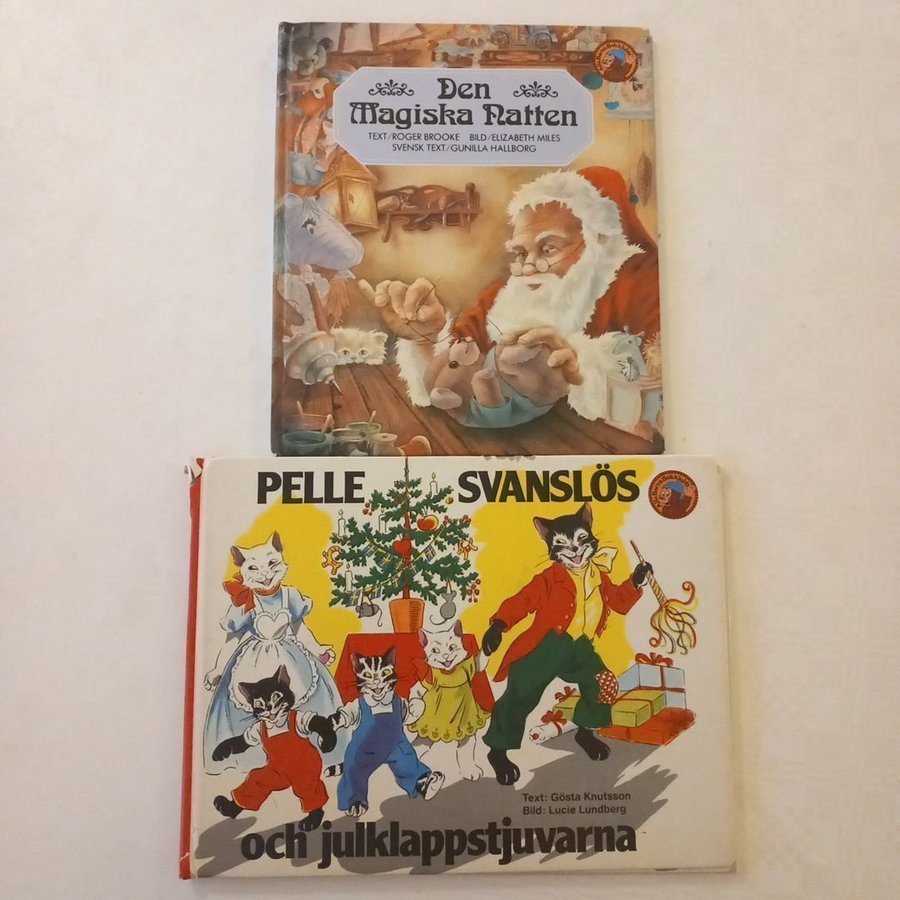 Den
Magiska Natten
TEXT/ROGER BROOKE BILD/ELIZABETH MILES
SVENSK TEXT/GUNILLA HALLBORG
PELLE SVANSLÖS
Text: Gösta Knutsson
Bild: Lucie Lundberg
och julklappstjuvarna